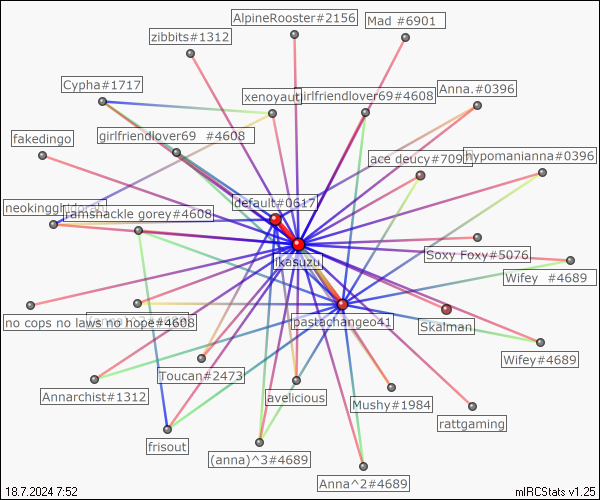 AlpineRooster#2156
Mad #6901
zibbits#1312
Cypha#1717
xenoyaut
girlfriendlover69#4608
Anna.#0396
girlfriendlover69 #4608
fakedingo
ace deucy#709
hypomanianna#0396
default#0617
neokingghidorah
ramshackle gorey#4608
Soxy Foxy#5076
ikasuzu
Wifey #4689
no cops no laws no hope#4608
pastachangeo41
Skalman
Wifey#4689
Toucan#2473
Annarchist#1312
avelicious
Mushy#1984
rattgaming
frisout
(anna)^3#4689
Anna^2#4689
18.7.2024 7:52
mIRCStats v1.25